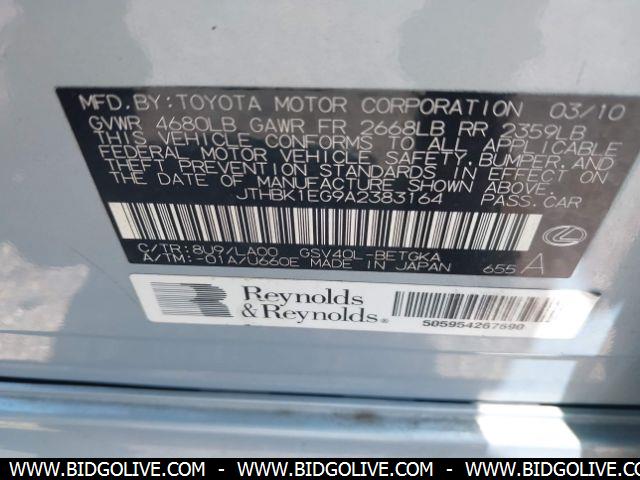 MFD. BY: TOYOTA MOTOR CORPORATION 03/10
GVWR 4680LB GAWR FR 2668LB RR 2359LB
THIS VEHICLE CONFORMS TO ALL APPLICABLE
FEDERAL MOTOR VEHICLE SAFETY, BUMPER, AND
THEFT PREVENTION STANDARDS IN EFFECT ON
THE DATE OF MANUFACTURE SHOWN ABOVE.
JTHBK1EG9A2383164 PASS. CAR
C/TR: 8U9/LA00 GSV40L-BETGKA
A/TM: -01A/U660E MADE IN JAPAN 655 A
Reynolds
& Reynolds®
505954267690
WWW.BIDGOLIVE.COM - WWW.BIDGOLIVE.COM - WWW.BIDGOLIVE.COM